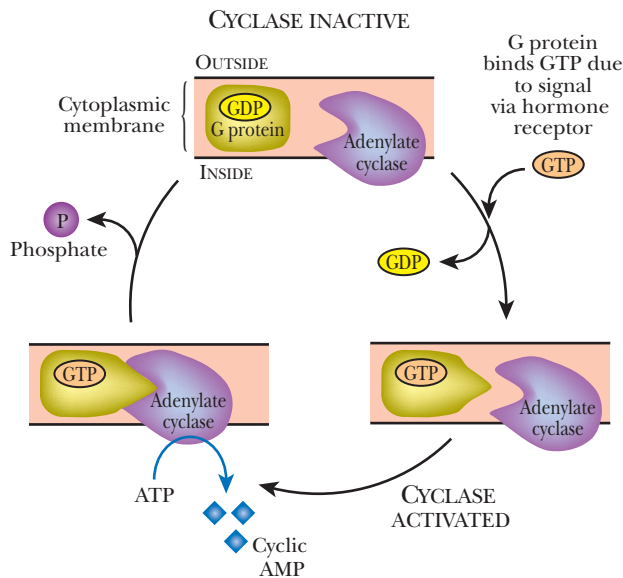 CYCLASE INACTIVE
OUTSIDE
Cytoplasmic
membrane
GDP
G protein
Adenylate
cyclase
INSIDE
G protein
binds GTP due
to signal
via hormone
receptor
GTP
GDP
P
Phosphate
GTP
Adenylate
cyclase
GTP
Adenylate
cyclase
ATP
Cyclic
AMP
CYCLASE
ACTIVATED